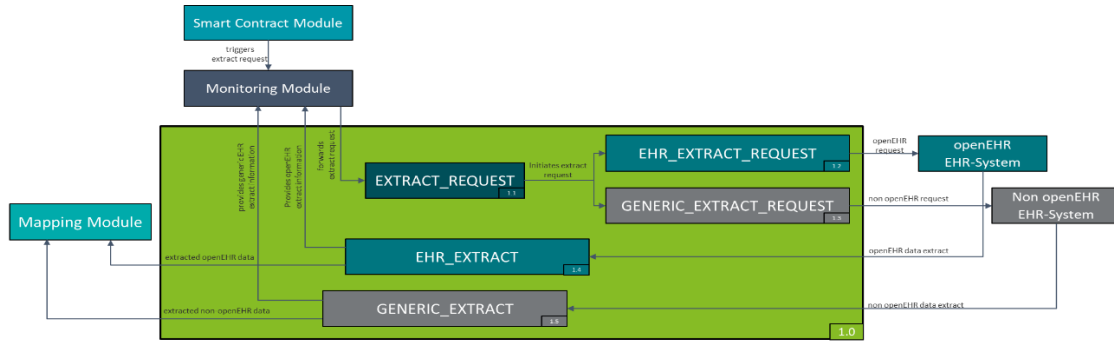 Smart Contract Module
triggers
extract request
Monitoring Module
provides generic EHR
extract information
Provides openEHR
extract information
forwards
extract request
EXTRACT_REQUEST
1.1
Initiates extract
request
EHR_EXTRACT_REQUEST
1.2
GENERIC_EXTRACT_REQUEST
1.3
openEHR
request
openEHR
EHR-System
non openEHR request
Non openEHR
EHR-System
Mapping Module
extracted openEHR data
EHR_EXTRACT
1.4
openEHR data extract
extracted non-openEHR data
GENERIC_EXTRACT
1.5
non openEHR data extract
1.0